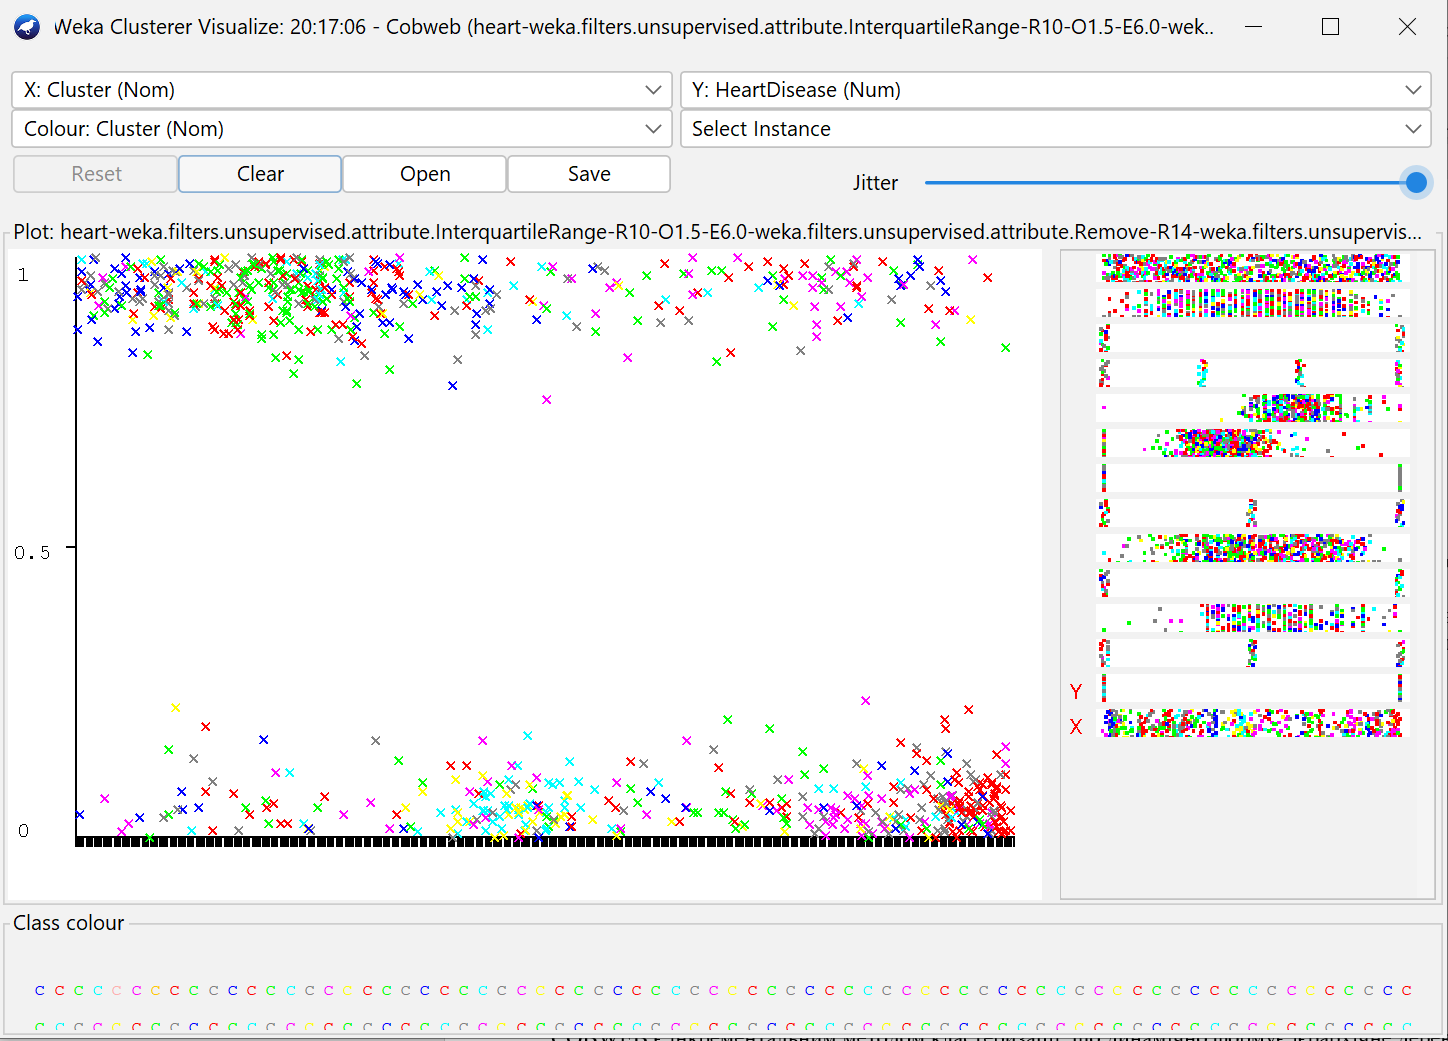 Weka Clusterer Visualize: 20:17:06 - Cobweb (heart-weka.filters.unsupervised.attribute.InterquartileRange-R10-O1.5-E6.0-wek..
X: Cluster (Nom) Y: HeartDisease (Num)
Colour: Cluster (Nom) Select Instance
Reset Clear Open Save Jitter
Plot: heart-weka.filters.unsupervised.attribute.InterquartileRange-R10-O1.5-E6.0-weka.filters.unsupervised.attribute.Remove-R14-weka.filters.unsupervis...
1
0.5
0
Y
X
Class colour
c c c c c c c c c c c c c c c c c c c c c c c c c c c c c c c c c c c c c c c c c c c c c c c c c c c c c c c c c c c c c c c c c c c c c c c c
c c c c c c c c c c c c c c c c c c c c c c c c c c c c c c c c c c c c c c c c c c c c c c c c c c c c c c c c c c c c c c c c c c c c c c c c